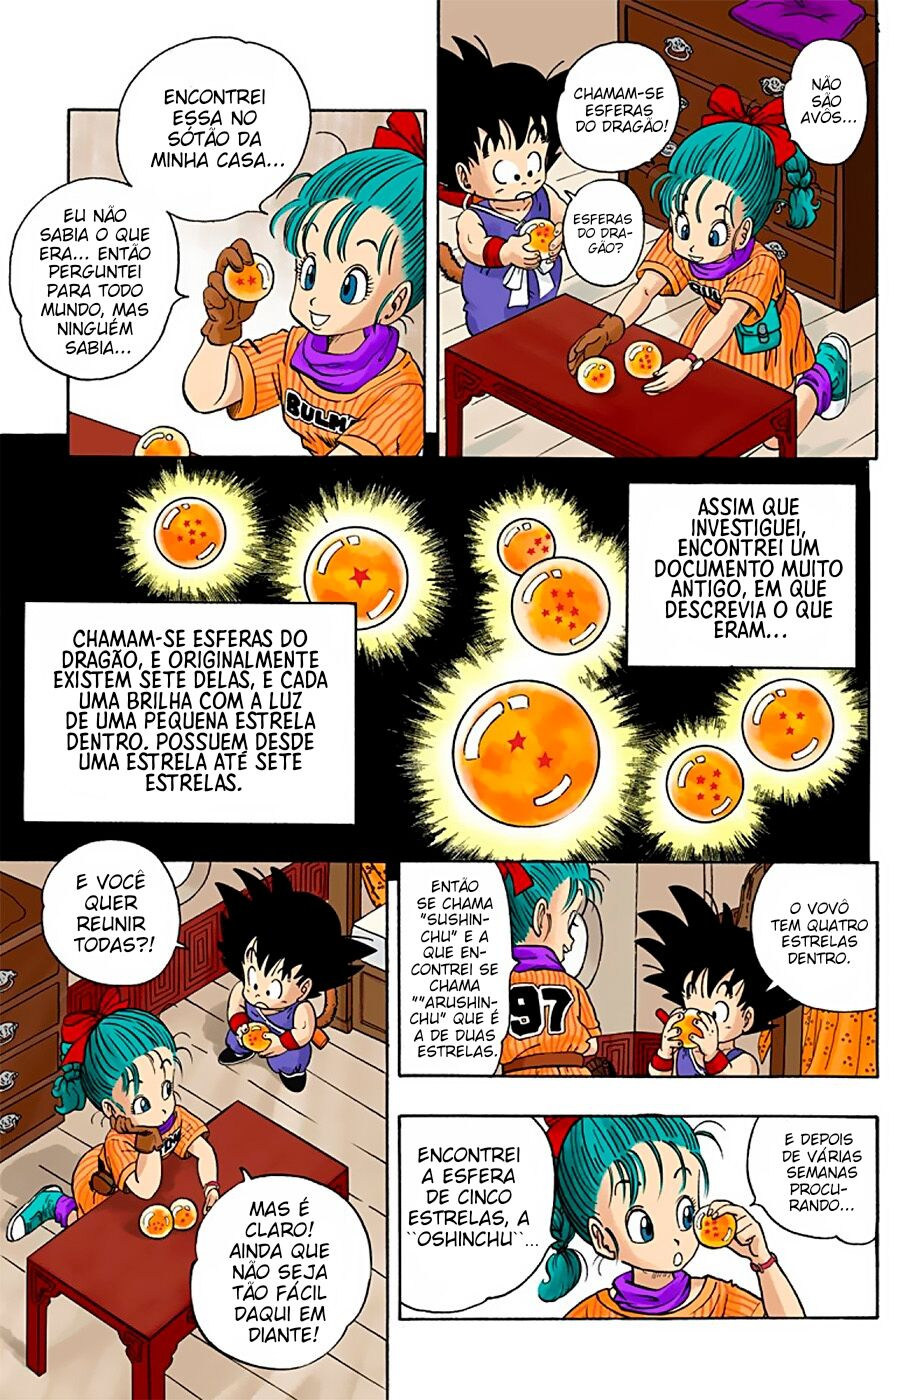 NÃO
SÃO
AVÔS...
CHAMAM-SE
ESFERAS
DO DRAGÃO!
ESFERAS
DO DRA-
GÃO?
ENCONTREI
ESSA NO
SÓTÃO DA
MINHA CASA...
EU NÃO
SABIA O QUE
ERA... ENTÃO
PERGUNTEI
PARA TODO
MUNDO, MAS
NINGUÉM
SABIA...
BULM
ASSIM QUE
INVESTIGUEI,
ENCONTREI UM
DOCUMENTO MUITO
ANTIGO, EM QUE
DESCREVIA O QUE
ERAM...
CHAMAM-SE ESFERAS DO
DRAGÃO, E ORIGINALMENTE
EXISTEM SETE DELAS, E CADA
UMA BRILHA COM A LUZ
DE UMA PEQUENA ESTRELA
DENTRO. POSSUEM DESDE
UMA ESTRELA ATÉ SETE
ESTRELAS.
O VOVÔ
TEM QUATRO
ESTRELAS
DENTRO.
ENTÃO
SE CHAMA
"SUSHIN-
CHU" E A
QUE EN-
CONTREI SE
CHAMA
""ARUSHIN-
CHU" QUE É
A DE DUAS
ESTRELAS.
97
E DEPOIS
DE VÁRIAS
SEMANAS
PROCU-
RANDO...
ENCONTREI
A ESFERA
DE CINCO
ESTRELAS, A
``OSHINCHU``...
E VOCÊ
QUER
REUNIR
TODAS?!
MAS É
CLARO!
AINDA QUE
NÃO SEJA
TÃO FÁCIL
DAQUI EM
DIANTE!